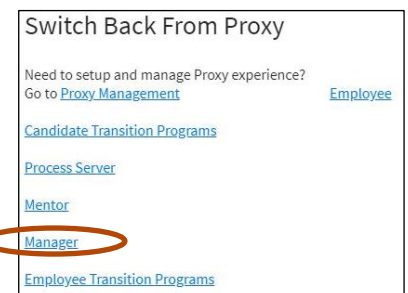 Switch Back From Proxy
Need to setup and manage Proxy experience?
Go to Proxy Management Employee
Candidate Transition Programs
Process Server
Mentor
Manager
Employee Transition Programs